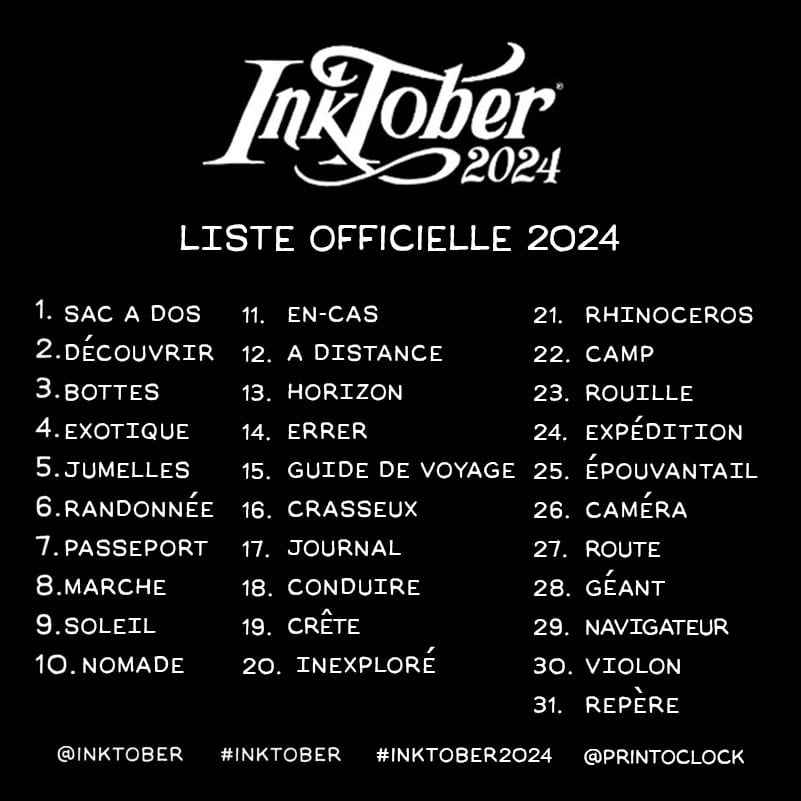 InkTober®
2024
LISTE OFFICIELLE 2024
1. SAC A DOS
2. DÉCOUVRIR
3. BOTTES
4. EXOTIQUE
5. JUMELLES
6. RANDONNÉE
7. PASSEPORT
8. MARCHE
9. SOLEIL
10. NOMADE
11. EN-CAS
12. A DISTANCE
13. HORIZON
14. ERRER
15. GUIDE DE VOYAGE
16. CRASSEUX
17. JOURNAL
18. CONDUIRE
19. CRÊTE
20. INEXPLORÉ
21. RHINOCEROS
22. CAMP
23. ROUILLE
24. EXPÉDITION
25. ÉPOUVANTAIL
26. CAMÉRA
27. ROUTE
28. GÉANT
29. NAVIGATEUR
30. VIOLON
31. REPÈRE
@INKTOBER #INKTOBER #INKTOBER2024 @PRINTOCLOCK